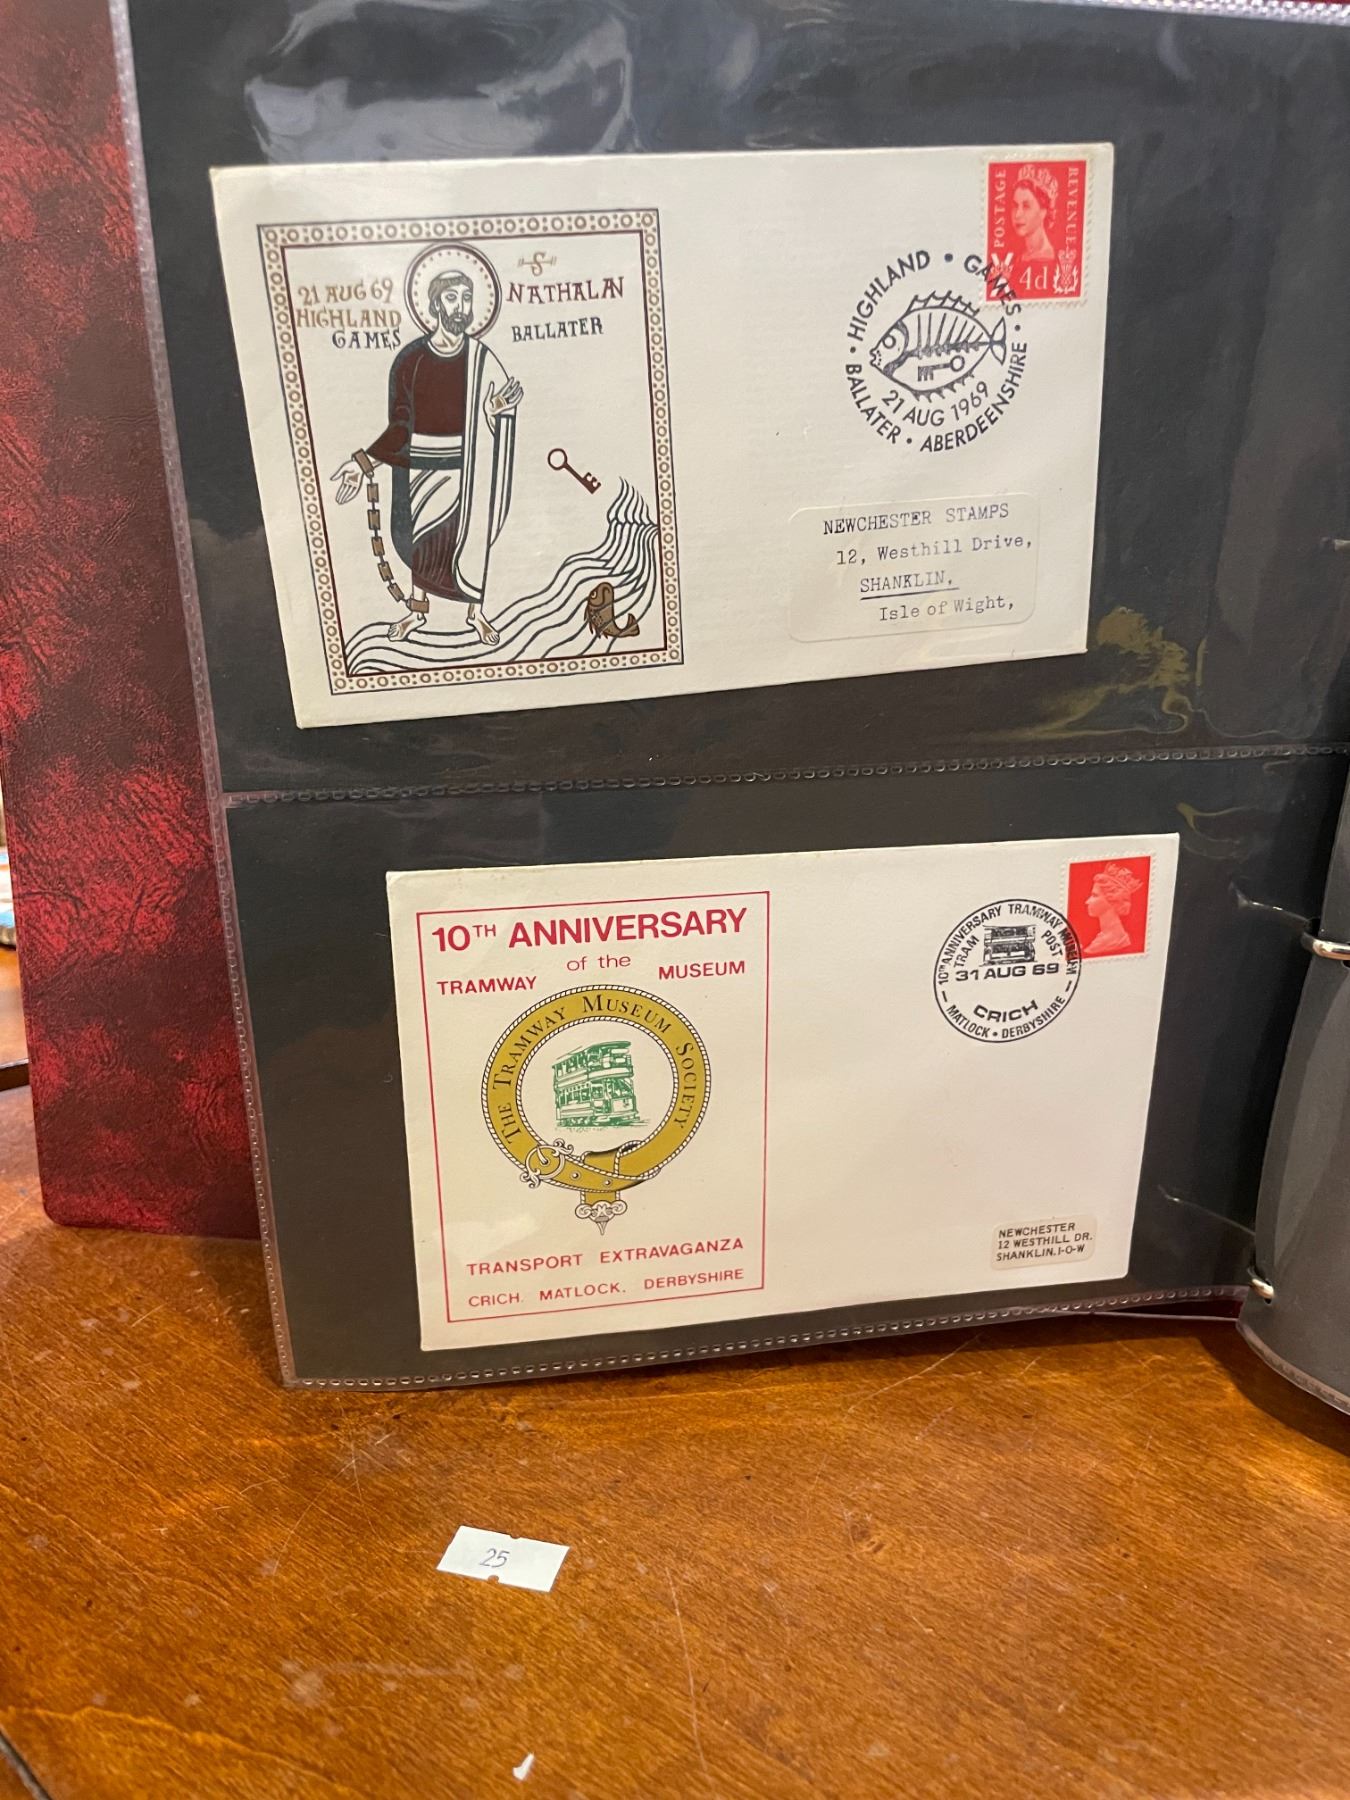 21 AUG 69
HIGHLAND
GAMES
S
NATHALAN
BALLATER
POSTAGE
REVENUE
4d
• HIGHLAND • GAMES •
BALLATER • ABERDEENSHIRE
21 AUG 1969
NEWCHESTER STAMPS
12, Westhill Drive,
SHANKLIN.
Isle of Wight,
10TH ANNIVERSARY
of the
TRAMWAY MUSEUM
THE TRAMWAY MUSEUM SOCIETY
TRANSPORT EXTRAVAGANZA
CRICH. MATLOCK. DERBYSHIRE
10TH ANNIVERSARY TRAMWAY MUSEUM
TRAM POST
31 AUG 69
CRICH
— MATLOCK • DERBYSHIRE —
NEWCHESTER
12 WESTHILL DR.
SHANKLIN. I-O-W
25